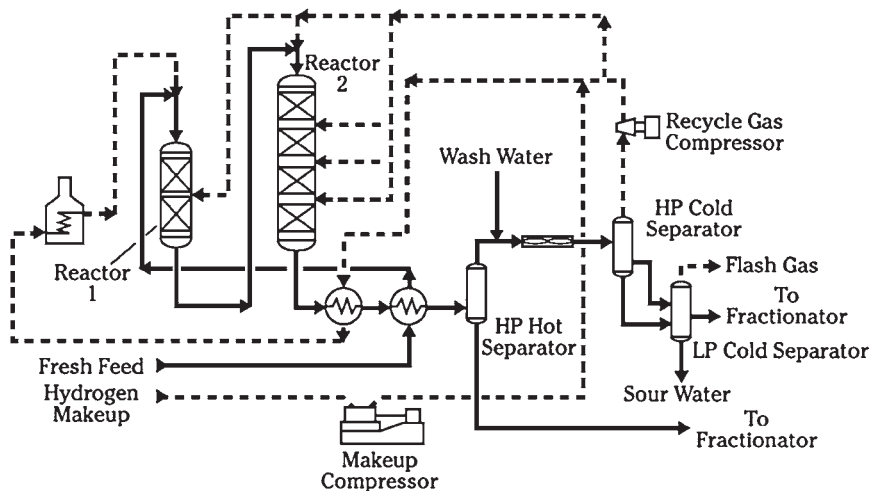 Reactor
2
Recycle Gas
Compressor
Wash Water
HP Cold
Separator
Reactor
1
Flash Gas
To
Fractionator
HP Hot
Separator
LP Cold Separator
Fresh Feed
Hydrogen
Makeup
Sour Water
To
Fractionator
Makeup
Compressor